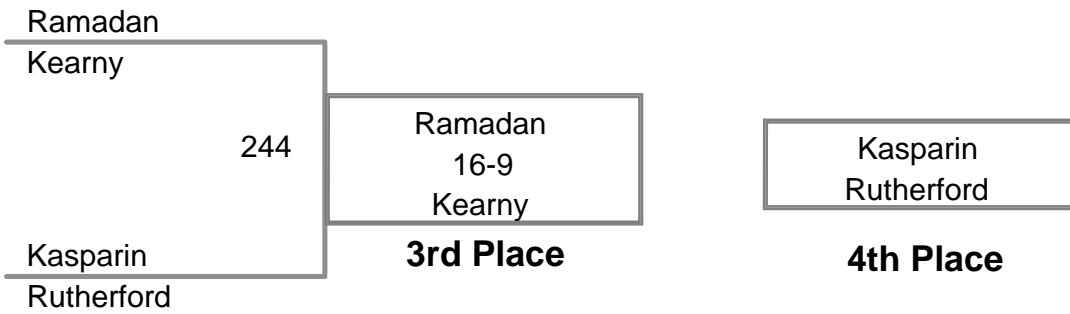 Ramadan
Kearny
244
Ramadan
16-9
Kearny
3rd Place
Kasparin
Rutherford
4th Place
Kasparin
Rutherford